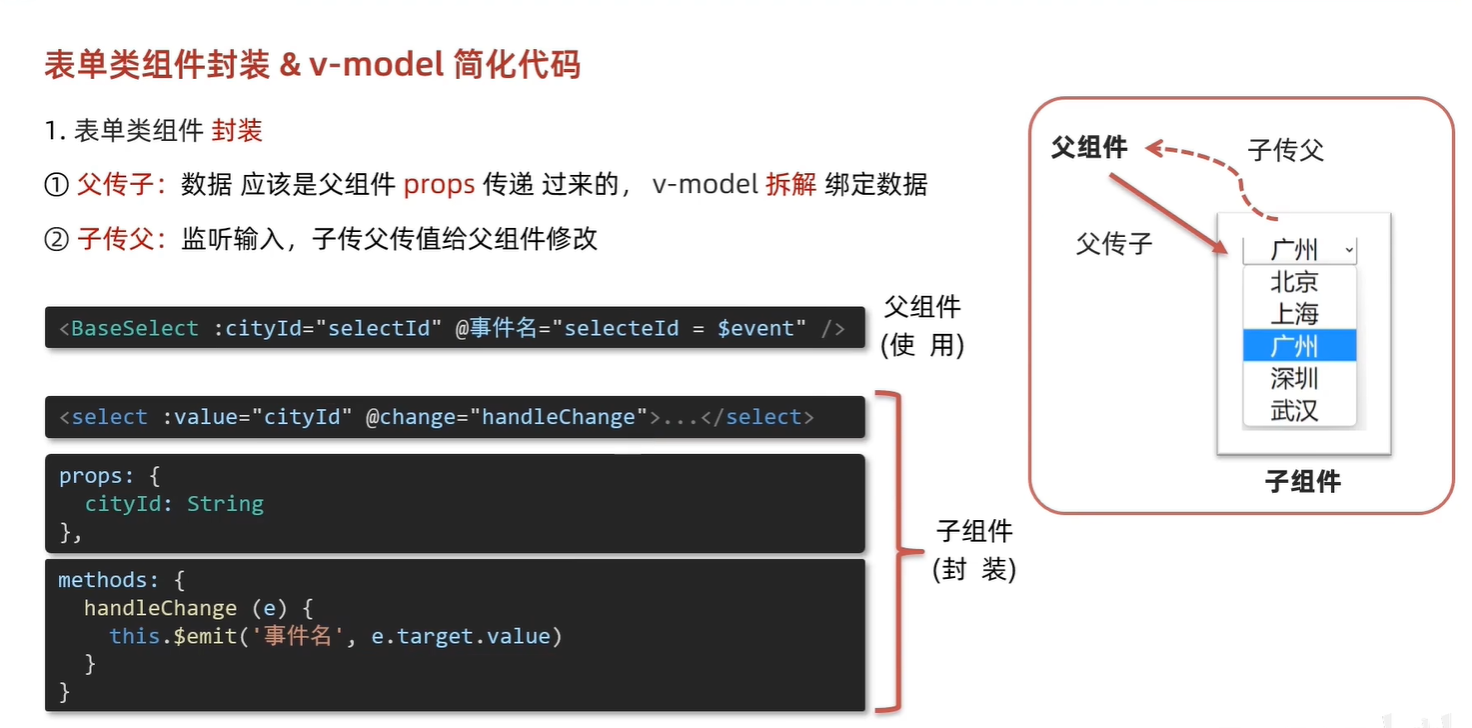 表单类组件封装 & v-model 简化代码
1. 表单类组件 封装
① 父传子：数据 应该是父组件 props 传递 过来的， v-model 拆解 绑定数据
② 子传父：监听输入，子传父传值给父组件修改
<BaseSelect :cityId="selectId" @事件名="selecteId = $event" />
父组件
(使 用)
<select :value="cityId" @change="handleChange">...</select>
props: {
  cityId: String
},
methods: {
  handleChange (e) {
    this.$emit('事件名', e.target.value)
  }
}
子组件
(封 装)
父组件
子传父
父传子
广州
北京
上海
广州
深圳
武汉
子组件